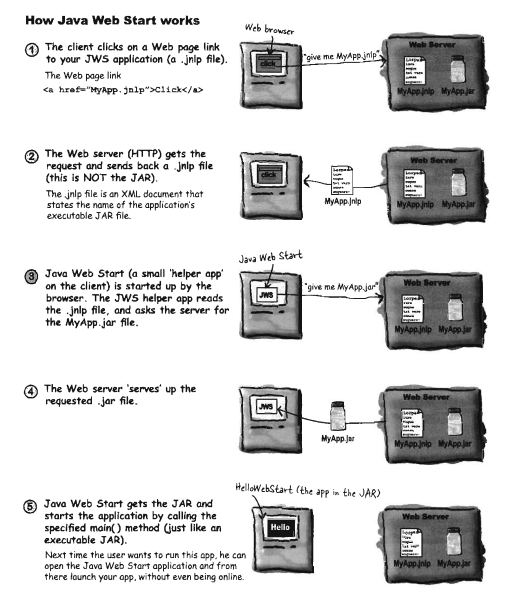 How Java Web Start works
1 The client clicks on a Web page link
to your JWS application (a .jnlp file).
The Web page link
<a href="MyApp.jnlp">Click</a>
Web browser
click
"give me MyApp.jnlp"
Web Server
MyApp.jnlp MyApp.jar
2 The Web server (HTTP) gets the
request and sends back a .jnlp file
(this is NOT the JAR).
The .jnlp file is an XML document that
states the name of the application's
executable JAR file.
click
MyApp.jnlp
Web Server
MyApp.jnlp MyApp.jar
3 Java Web Start (a small 'helper app'
on the client) is started up by the
browser. The JWS helper app reads
the .jnlp file, and asks the server for
the MyApp.jar file.
Java Web Start
JWS
"give me MyApp.jar"
Web Server
MyApp.jnlp MyApp.jar
4 The Web server 'serves' up the
requested .jar file.
JWS
MyApp.jar
Web Server
MyApp.jnlp MyApp.jar
5 Java Web Start gets the JAR and
starts the application by calling the
specified main() method (just like an
executable JAR).
Next time the user wants to run this app, he can
open the Java Web Start application and from
there launch your app, without even being online.
HelloWebStart (the app in the JAR)
Hello
Web Server
MyApp.jnlp MyApp.jar